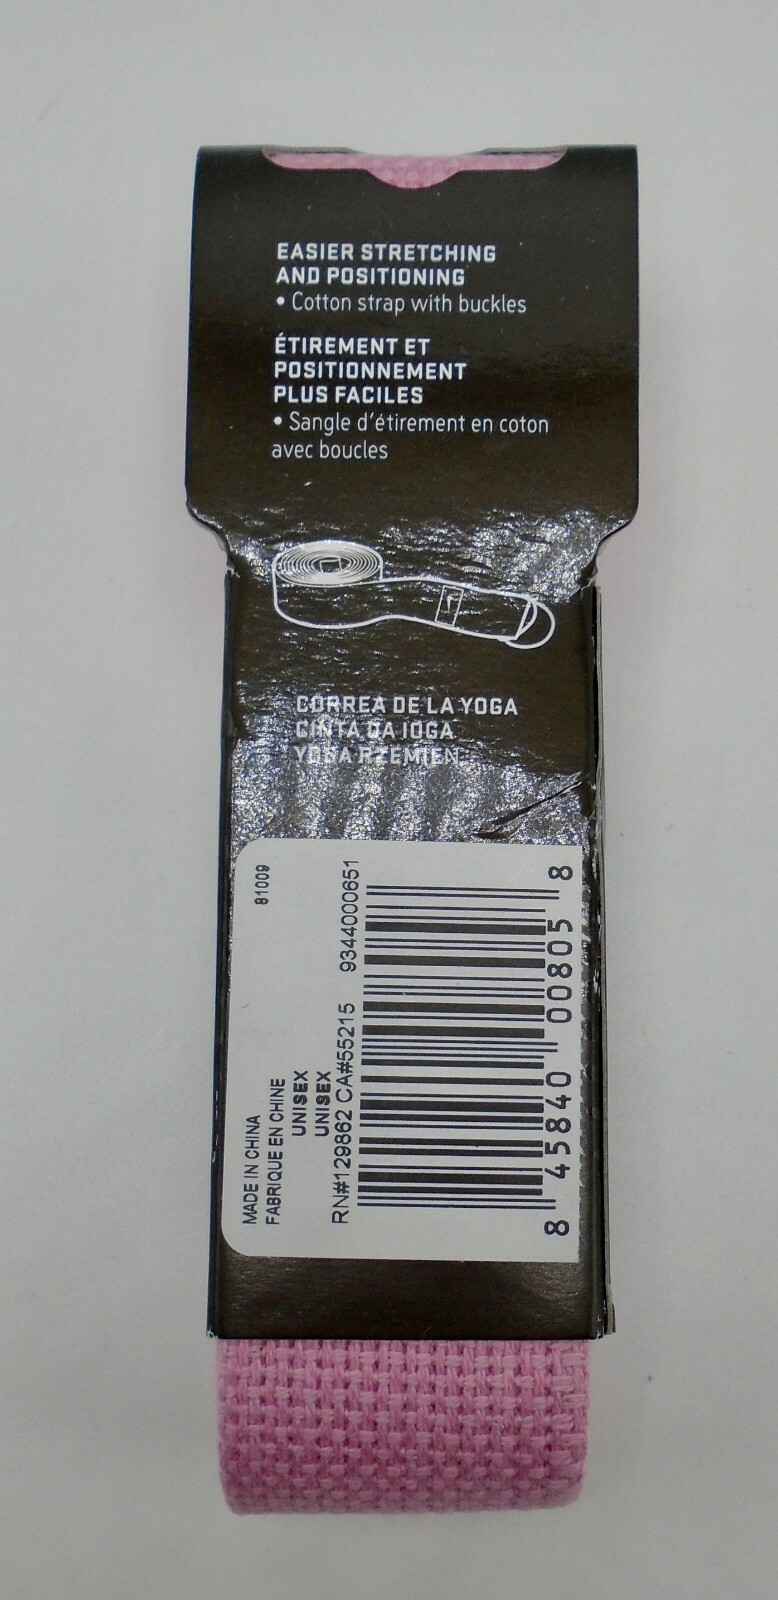 EASIER STRETCHING
AND POSITIONING
• Cotton strap with buckles
ÉTIREMENT ET
POSITIONNEMENT
PLUS FACILES
• Sangle d'étirement en coton
avec boucles
CORREA DE LA YOGA
CINTA DA IOGA
YOGA RZEMIEN
81009
MADE IN CHINA
FABRIQUE EN CHINE
UNISEX
UNISEX
RN#129862 CA#55215 9344000651
8 45840 00805 8